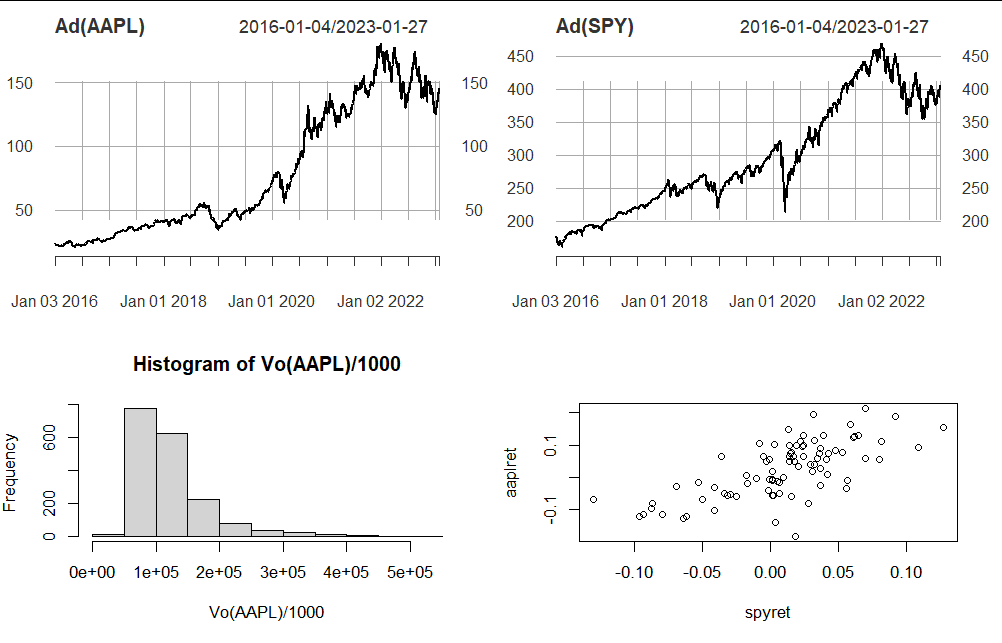 Ad(AAPL) 2016-01-04/2023-01-27
150 150
100 100
50 50
Jan 03 2016 Jan 01 2018 Jan 01 2020 Jan 02 2022
Ad(SPY) 2016-01-04/2023-01-27
450 450
400 400
350 350
300 300
250 250
200 200
Jan 03 2016 Jan 01 2018 Jan 01 2020 Jan 02 2022
Histogram of Vo(AAPL)/1000
Frequency
600
200
0
0e+00 1e+05 2e+05 3e+05 4e+05 5e+05
Vo(AAPL)/1000
aaplret
0.1
-0.1
-0.10 -0.05 0.00 0.05 0.10
spyret